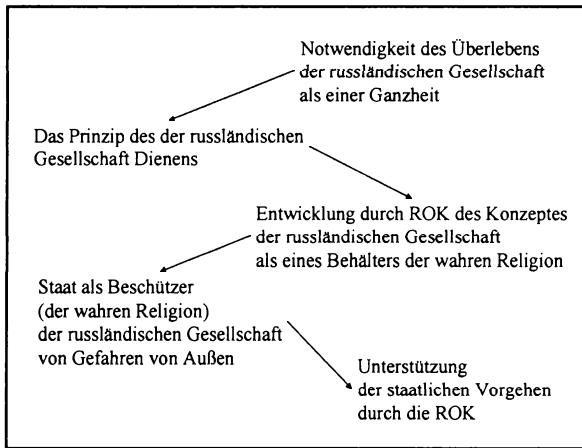 Notwendigkeit des Überlebens
der russländischen Gesellschaft
als einer Ganzheit
Das Prinzip des der russländischen
Gesellschaft Dienens
Entwicklung durch ROK des Konzeptes
der russländischen Gesellschaft
als eines Behälters der wahren Religion
Staat als Beschützer
(der wahren Religion)
der russländischen Gesellschaft
von Gefahren von Außen
Unterstützung
der staatlichen Vorgehen
durch die ROK